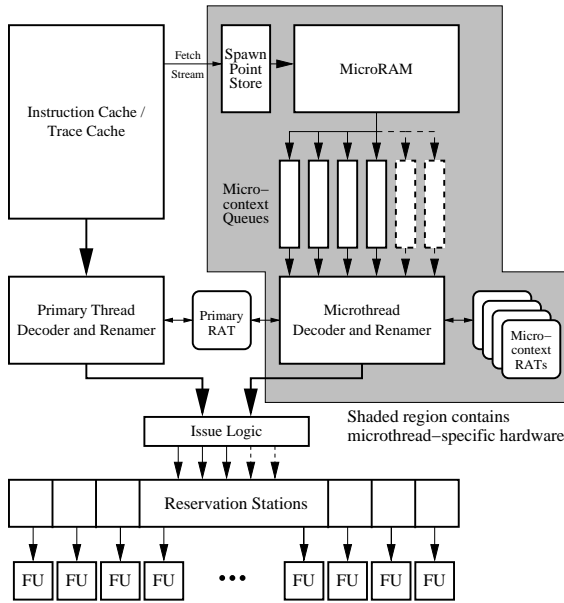 Fetch
Stream
Spawn
Point
Store
MicroRAM
Instruction Cache /
Trace Cache
Micro−
context
Queues
Primary Thread
Decoder and Renamer
Primary
RAT
Microthread
Decoder and Renamer
Micro−
context
RATs
Shaded region contains
microthread−specific hardware
Issue Logic
Reservation Stations
FU FU FU FU ••• FU FU FU FU